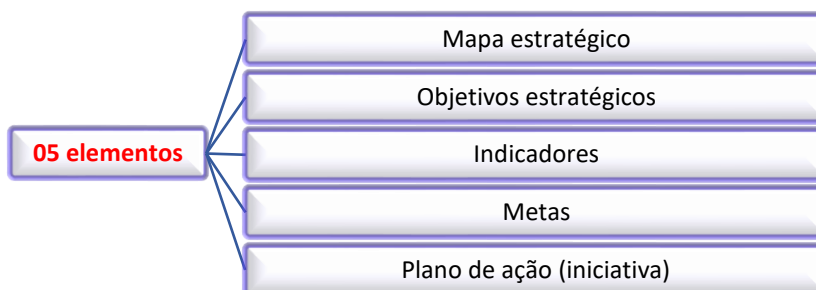 Mapa estratégico
Objetivos estratégicos
05 elementos
Indicadores
Metas
Plano de ação (iniciativa)